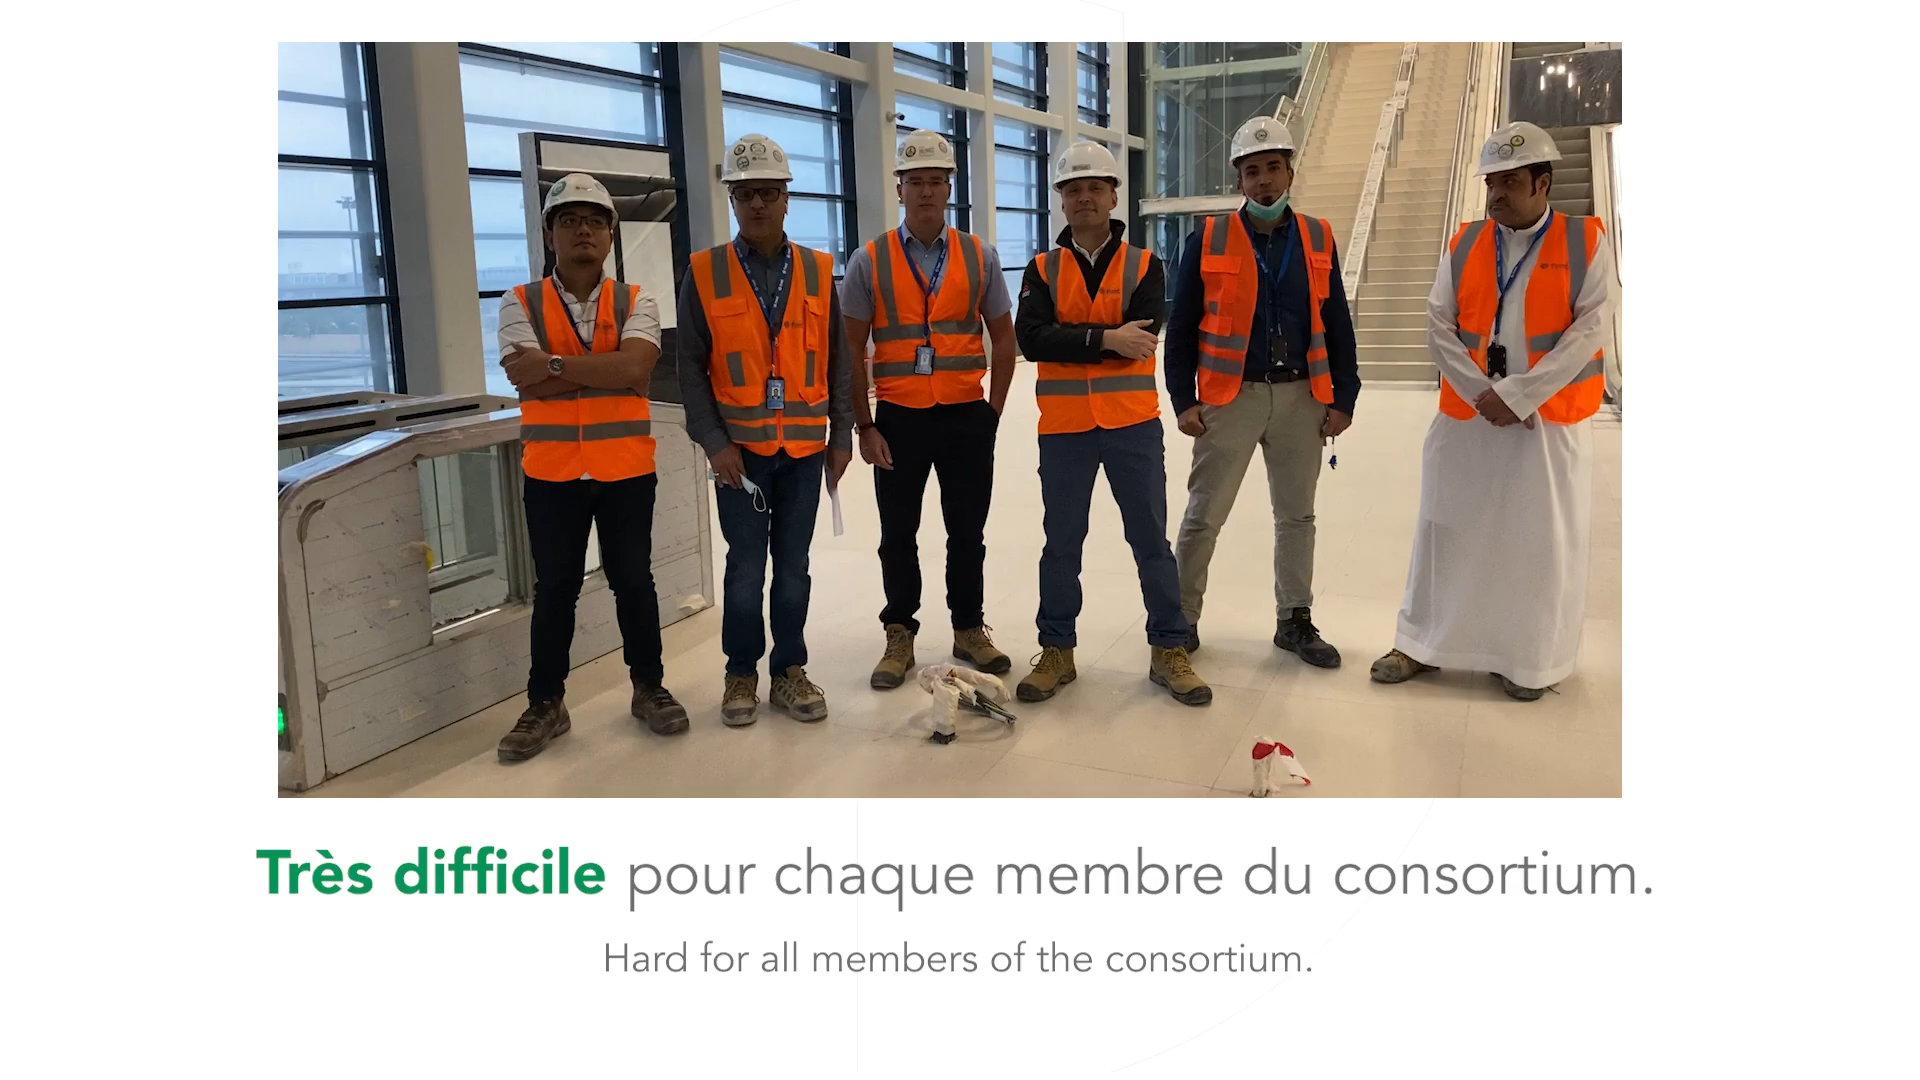 Très difficile pour chaque membre du consortium.
Hard for all members of the consortium.